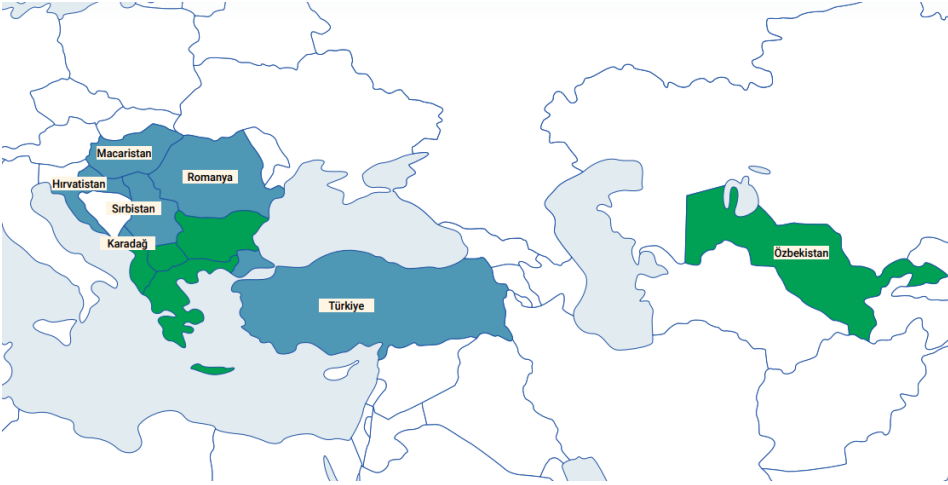 Macaristan
Romanya
Hırvatistan
Sırbistan
Karadağ
Özbekistan
Türkiye